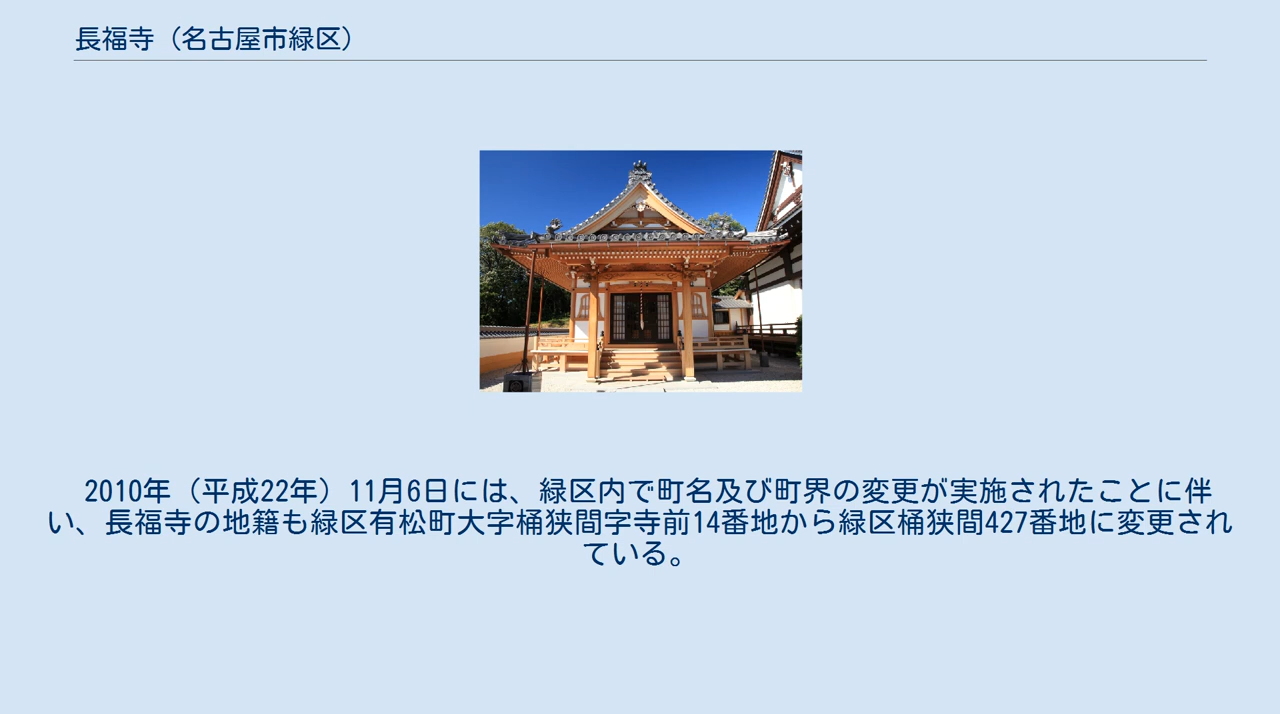 長福寺（名古屋市緑区）
2010年（平成22年）11月6日には、緑区内で町名及び町界の変更が実施されたことに伴
い、長福寺の地籍も緑区有松町大字桶狭間字寺前14番地から緑区桶狭間427番地に変更され
ている。